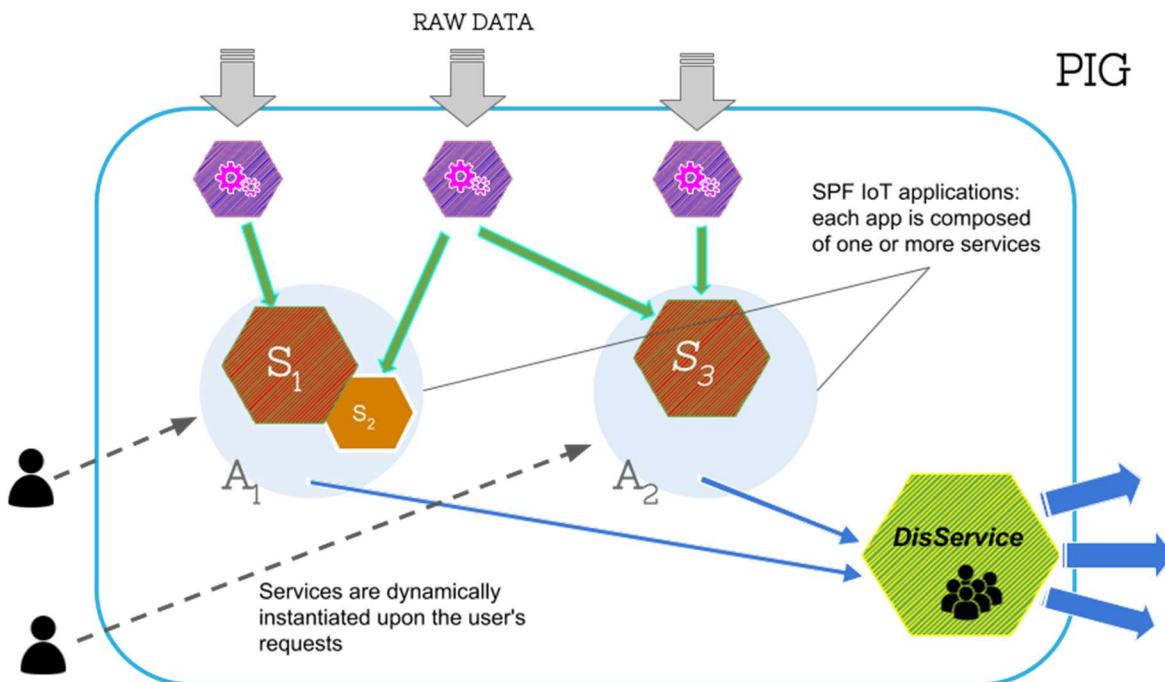 RAW DATA
PIG
SPF IoT applications:
each app is composed
of one or more services
S1
S2
S3
A1
A2
DisService
Services are dynamically
instantiated upon the user's
requests